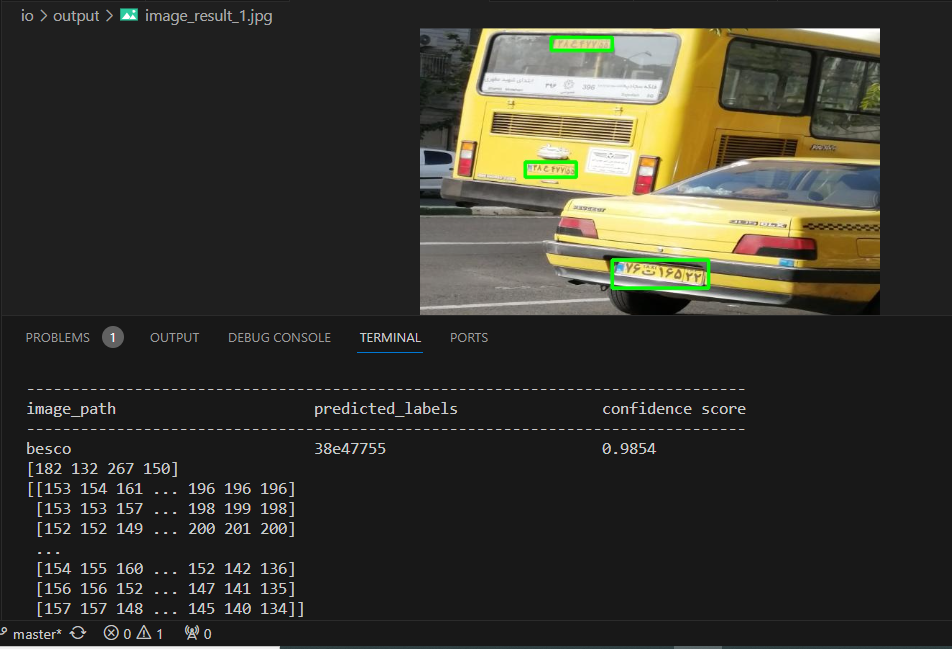 io > output > image_result_1.jpg
۳۹۴
396
۷۶ ت ۱۶۵ ۲۲
PROBLEMS 1 OUTPUT DEBUG CONSOLE TERMINAL PORTS
--------------------------------------------------------------------------------
image_path predicted_labels confidence score
--------------------------------------------------------------------------------
besco 38e47755 0.9854
[182 132 267 150]
[[153 154 161 ... 196 196 196]
[153 153 157 ... 198 199 198]
[152 152 149 ... 200 201 200]
...
[154 155 160 ... 152 142 136]
[156 156 152 ... 147 141 135]
[157 157 148 ... 145 140 134]]
master* 0 1 0